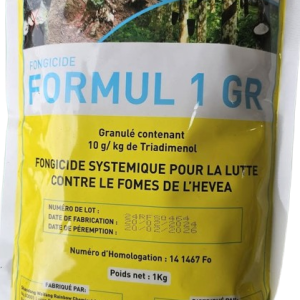 FONGICIDE
FORMUL 1 GR
Granulé contenant
10 g/ kg de Triadimenol
FONGICIDE SYSTEMIQUE POUR LA LUTTE
CONTRE LE FOMES DE L'HEVEA
NUMÉRO DE LOT :
DATE DE FABRICATION :
DATE DE PÉREMPTION :
Numéro d'Homologation : 14 1467 Fo
Poids net : 1Kg
FABRIQUÉ PAR:
Rainbow